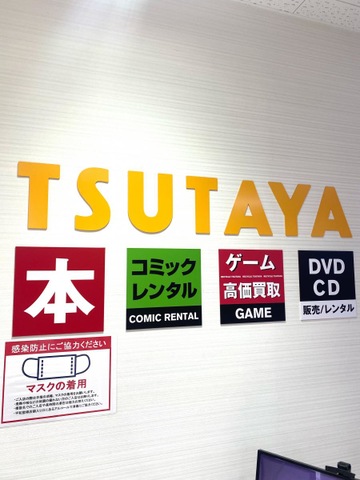 TSUTAYA
本
コミック
レンタル
COMIC RENTAL
ゲーム
高価買取
GAME
DVD
CD
販売/レンタル
感染防止にご協力ください
マスクの着用